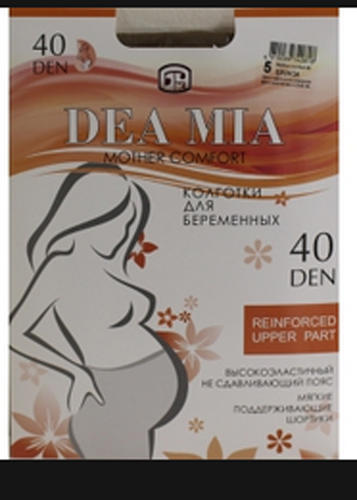 40
DEN
5
DEA MIA
MOTHER COMFORT
КОЛГОТКИ
ДЛЯ
БЕРЕМЕННЫХ
40
DEN
REINFORCED
UPPER PART
ВЫСОКОЭЛАСТИЧНЫЙ
НЕ СДАВЛИВАЮЩИЙ ПОЯС
МЯГКИЕ
ПОДДЕРЖИВАЮЩИЕ
ШОРТИКИ